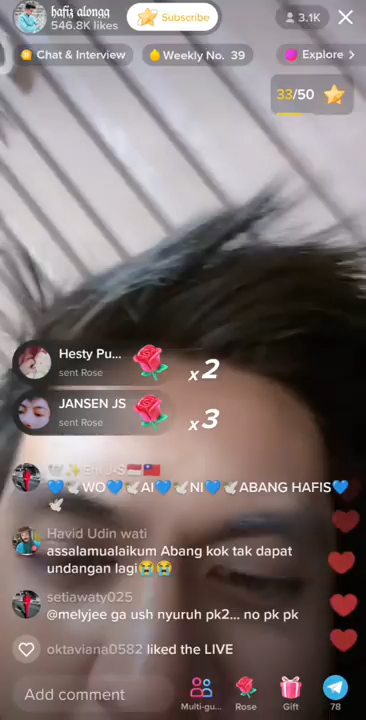 hafiz alonga
546.8K likes
Subscribe
3.1K
Chat & Interview
Weekly No. 39
Explore >
33/50
Hesty Pu...
sent Rose
x2
JANSEN JS
sent Rose
x3
💙🕊WO💙🕊AI💙🕊NI💙🕊ABANG HAFIS💙
🕊
Havid Udin wati
assalamualaikum Abang kok tak dapat
undangan lagi😭😭
setiawaty025
@melyjee ga ush nyuruh pk2... no pk pk
oktaviana0582 liked the LIVE
Add comment
Multi-gu...
Rose
Gift
78